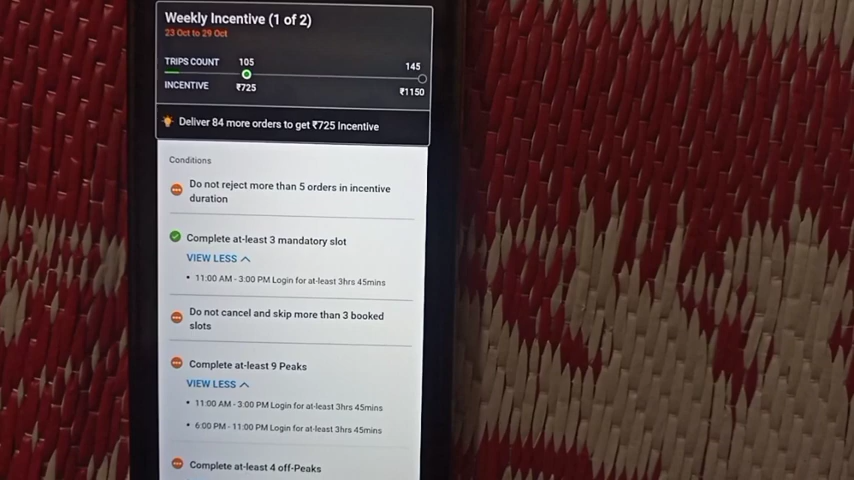 Weekly Incentive (1 of 2)
23 Oct to 29 Oct
TRIPS COUNT 105 145
INCENTIVE ₹725 ₹1150
Deliver 84 more orders to get ₹725 Incentive
Conditions
Do not reject more than 5 orders in incentive
duration
Complete at-least 3 mandatory slot
VIEW LESS
• 11:00 AM - 3:00 PM Login for at-least 3hrs 45mins
Do not cancel and skip more than 3 booked
slots
Complete at-least 9 Peaks
VIEW LESS
• 11:00 AM - 3:00 PM Login for at-least 3hrs 45mins
• 6:00 PM - 11:00 PM Login for at-least 3hrs 45mins
Complete at-least 4 off-Peaks